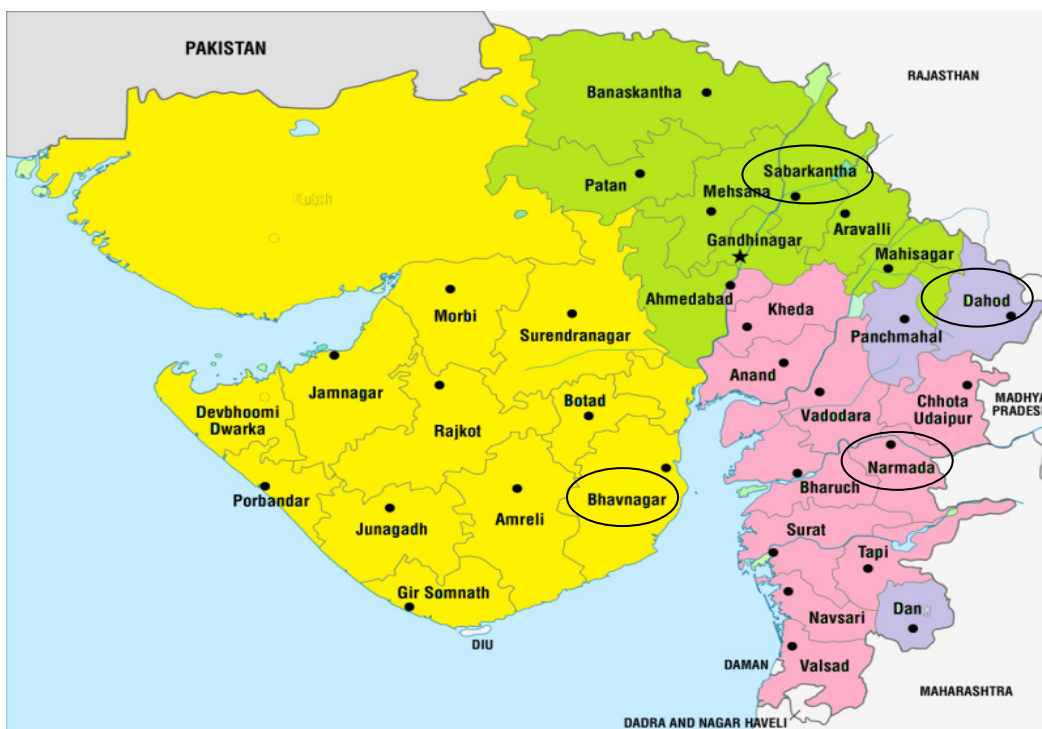 PAKISTAN
RAJASTHAN
Banaskantha
Sabarkantha
Patan
Mehsana
Kutch
Aravalli
Gandhinagar
Mahisagar
Ahmedabad
Dahod
Kheda
Morbi
Surendranagar
Panchmahal
Anand
Jamnagar
Botad
Chhota
Udaipur
MADHYA
PRADESH
Devbhoomi
Dwarka
Vadodara
Rajkot
Narmada
Bharuch
Porbandar
Bhavnagar
Amreli
Junagadh
Surat
Tapi
Gir Somnath
Dang
Navsari
DIU
DAMAN
Valsad
MAHARASHTRA
DADRA AND NAGAR HAVELI